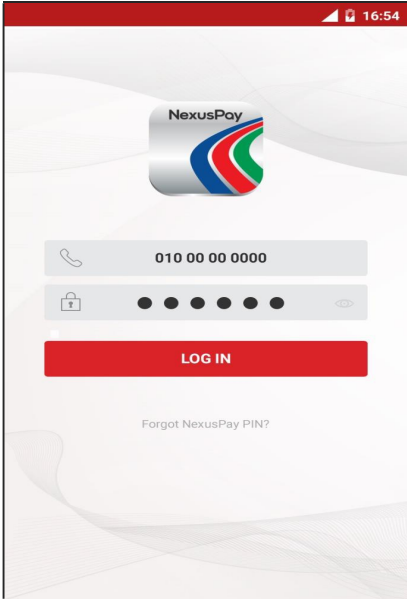 16:54
NexusPay
010 00 00 0000
LOG IN
Forgot NexusPay PIN?